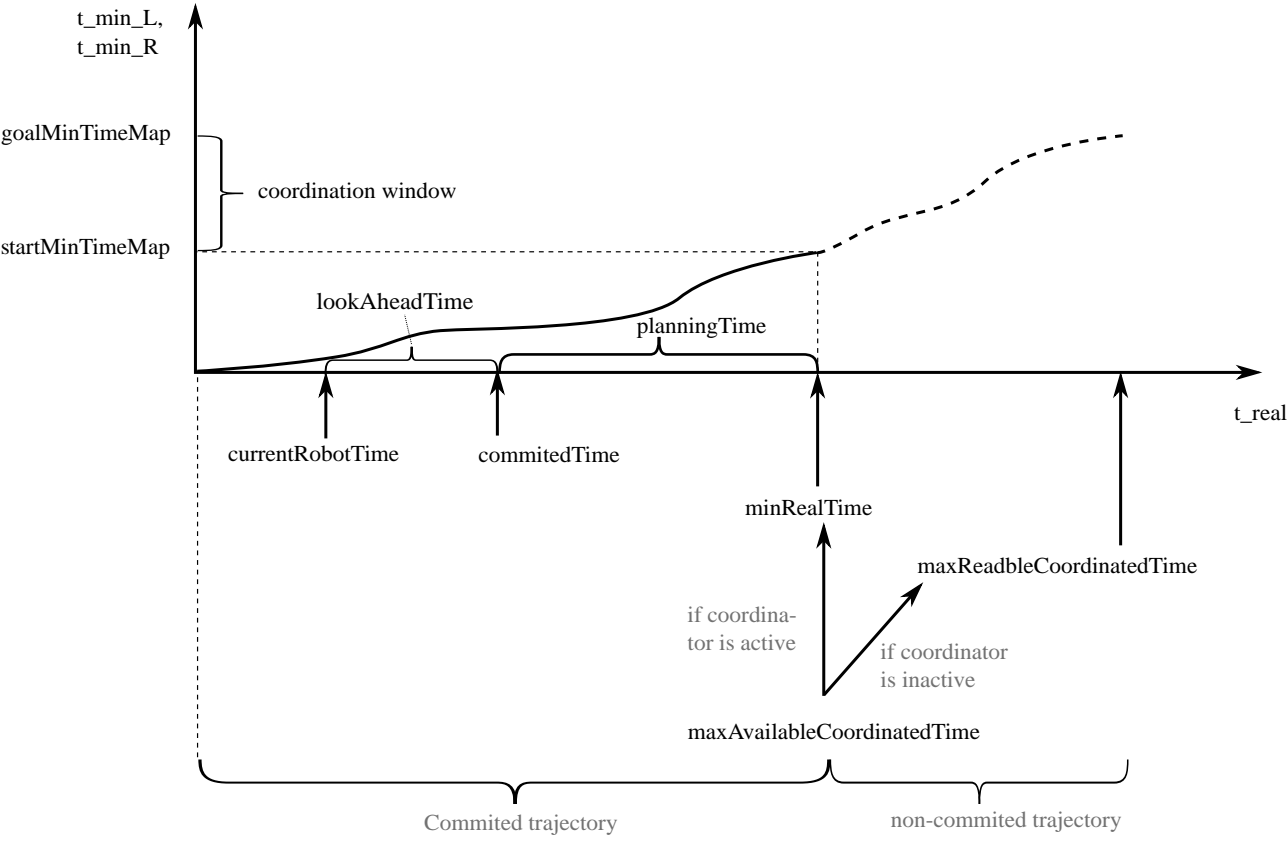 t_min_L,
t_min_R
goalMinTimeMap
coordination window
startMinTimeMap
lookAheadTime
planningTime
t_real
currentRobotTime
commitedTime
minRealTime
maxReadbleCoordinatedTime
if coordina-
tor is active
if coordinator
is inactive
maxAvailableCoordinatedTime
Commited trajectory
non-commited trajectory